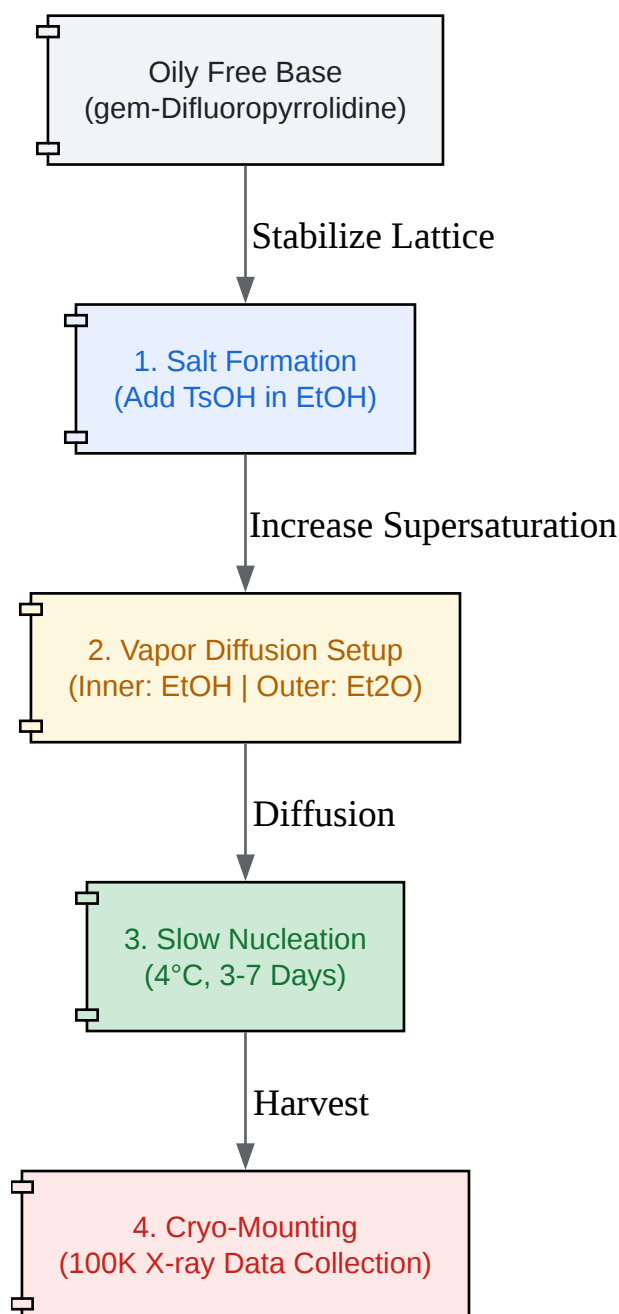 Oily Free Base
(gem-Difluoropyrrolidine)
Stabilize Lattice
1. Salt Formation
(Add TsOH in EtOH)
Increase Supersaturation
2. Vapor Diffusion Setup
(Inner: EtOH | Outer: Et2O)
Diffusion
3. Slow Nucleation
(4°C, 3-7 Days)
Harvest
4. Cryo-Mounting
(100K X-ray Data Collection)